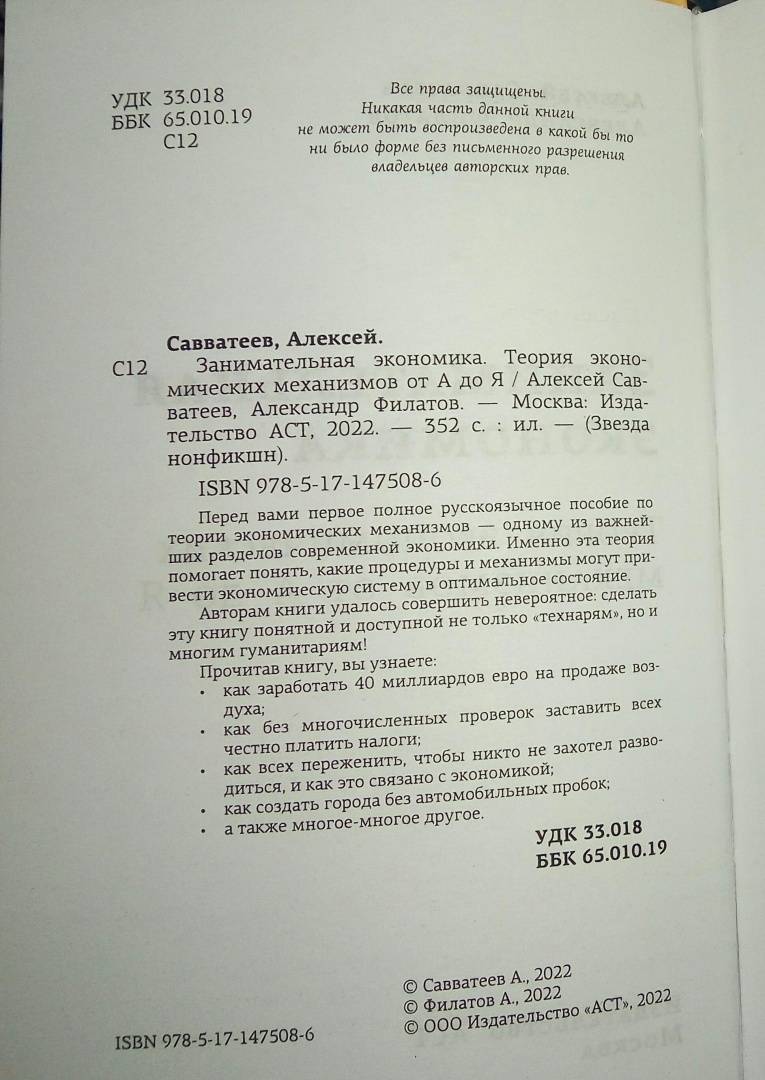 УДК 33.018
ББК 65.010.19
С12
Все права защищены.
Никакая часть данной книги
не может быть воспроизведена в какой бы то
ни было форме без письменного разрешения
владельцев авторских прав.
Савватеев, Алексей.
С12 Занимательная экономика. Теория эконо-
мических механизмов от А до Я / Алексей Сав-
ватеев, Александр Филатов. — Москва: Изда-
тельство АСТ, 2022. — 352 с. : ил. — (Звезда
нонфикшн).
ISBN 978-5-17-147508-6
Перед вами первое полное русскоязычное пособие по
теории экономических механизмов — одному из важней-
ших разделов современной экономики. Именно эта теория
помогает понять, какие процедуры и механизмы могут при-
вести экономическую систему в оптимальное состояние.
Авторам книги удалось совершить невероятное: сделать
эту книгу понятной и доступной не только «технарям», но и
многим гуманитариям!
Прочитав книгу, вы узнаете:
• как заработать 40 миллиардов евро на продаже воз-
духа;
• как без многочисленных проверок заставить всех
честно платить налоги;
• как всех переженить, чтобы никто не захотел разво-
диться, и как это связано с экономикой;
• как создать города без автомобильных пробок;
• а также многое-многое другое.
УДК 33.018
ББК 65.010.19
© Савватеев А., 2022
© Филатов А., 2022
© ООО Издательство «АСТ», 2022
ISBN 978-5-17-147508-6